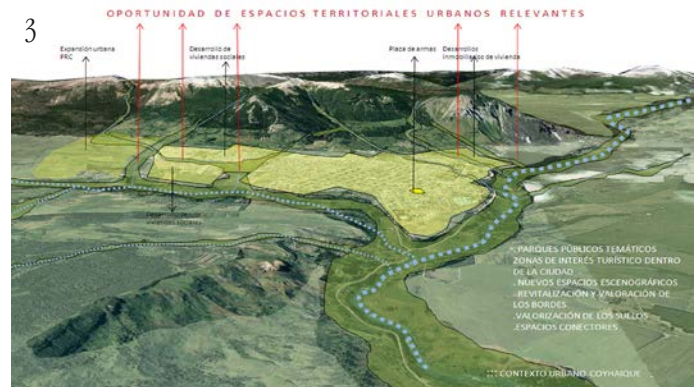 OPORTUNIDAD DE ESPACIOS TERRITORIALES URBANOS RELEVANTES
3
Expansión urbana
PRC
Desarrollo de
viviendas sociales
Plaza de armas
Desarrollos
inmobiliarios de vivienda
viviendas sociales
. PARQUES PÚBLICOS TEMÁTICOS
ZONAS DE INTERÉS TURÍSTICO DENTRO
DE LA CIUDAD
. NUEVOS ESPACIOS ESCENOGRÁFICOS
.REVITALIZACIÓN Y VALORACIÓN DE
LOS BORDES
.VALORIZACIÓN DE LOS SUELOS
.ESPACIOS CONECTORES
CONTEXTO URBANO COYHAIQUE